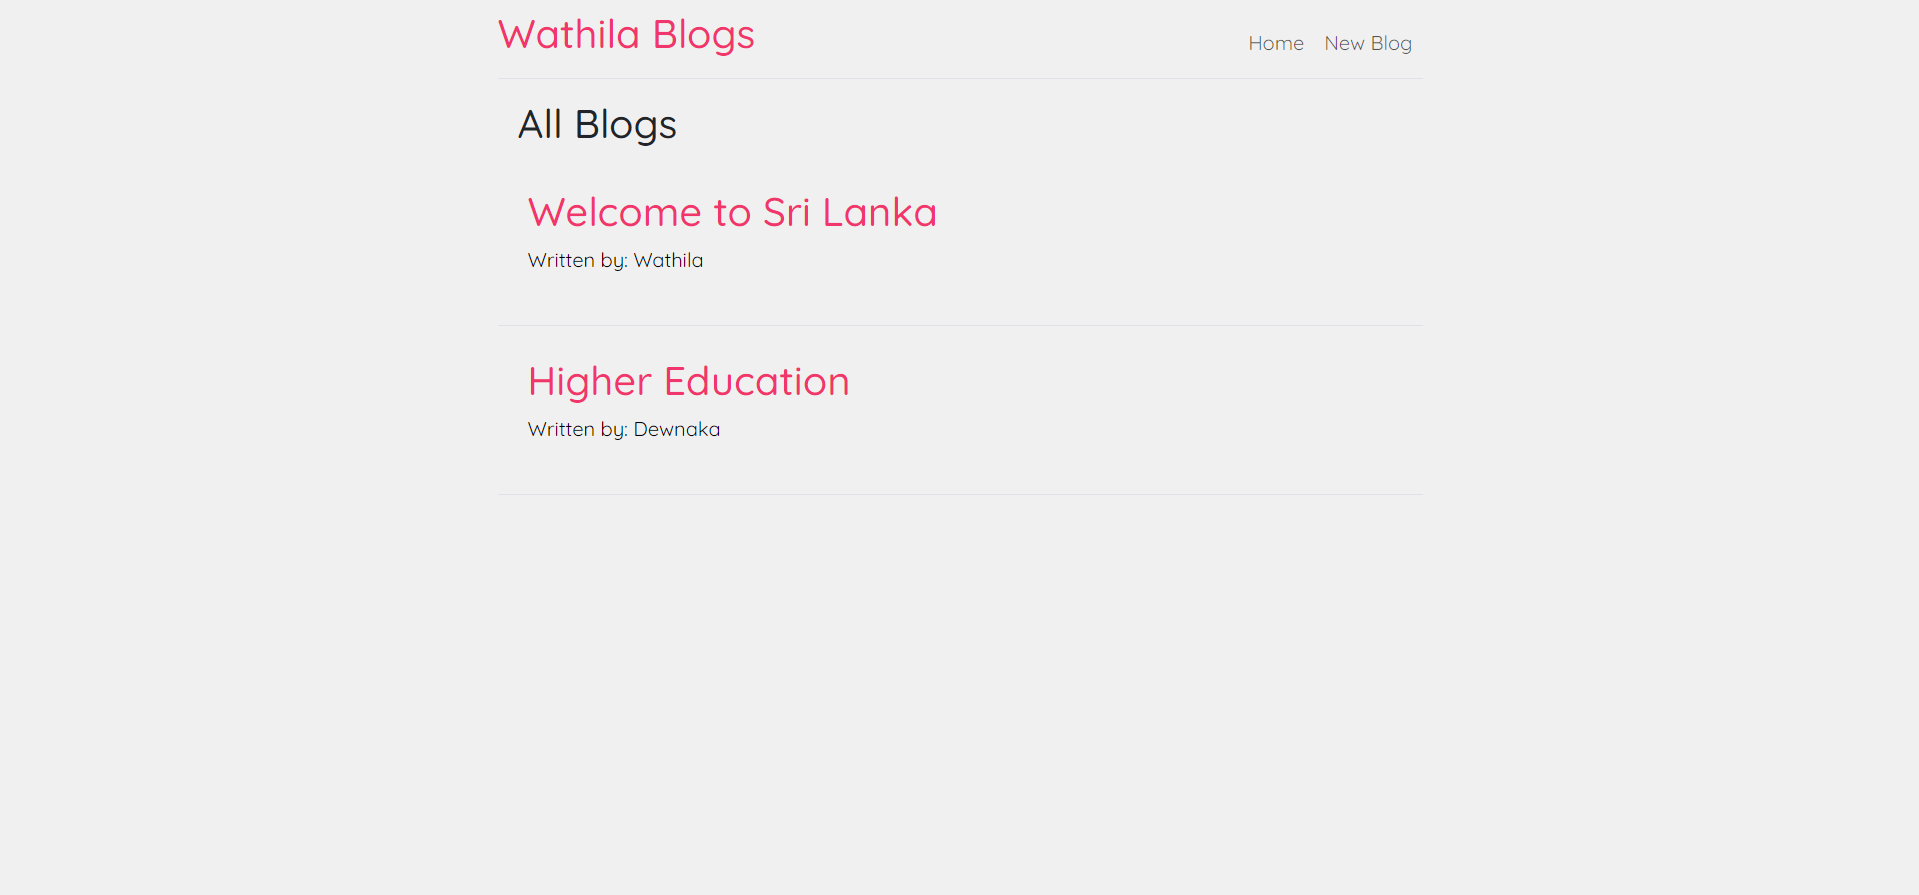 Wathila Blogs
Home New Blog
All Blogs
Welcome to Sri Lanka
Written by: Wathila
Higher Education
Written by: Dewnaka